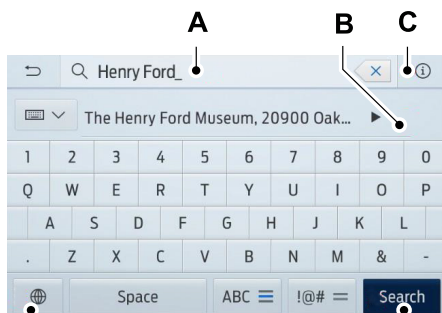 A B C
Henry Ford_
The Henry Ford Museum, 20900 Oak...
1 2 3 4 5 6 7 8 9 0
Q W E R T Y U I O P
A S D F G H J K L
. Z X C V B N M & -
Space ABC !@# = Search